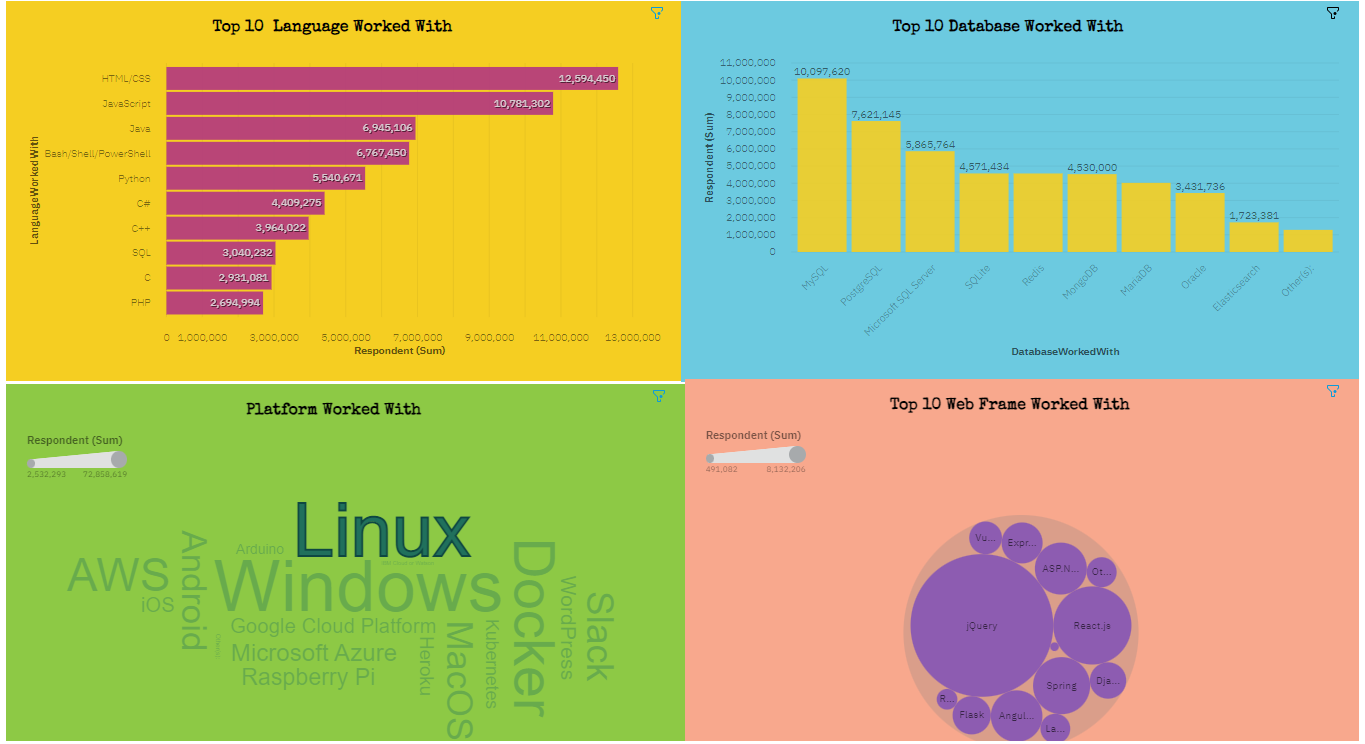 Top 10 Language Worked With
LanguageWorkedWith
HTML/CSS 12,594,450
JavaScript 10,781,302
Java 6,945,106
Bash/Shell/PowerShell 6,767,450
Python 5,540,671
C# 4,409,275
C++ 3,964,022
SQL 3,040,232
C 2,931,081
PHP 2,694,994
0 1,000,000 3,000,000 5,000,000 7,000,000 9,000,000 11,000,000 13,000,000
Respondent (Sum)
Top 10 Database Worked With
Respondent (Sum)
11,000,000
10,000,000
9,000,000
8,000,000
7,000,000
6,000,000
5,000,000
4,000,000
3,000,000
2,000,000
1,000,000
0
10,097,620
7,621,145
5,865,764
4,571,434
4,530,000
3,431,736
1,723,381
MySQL
PostgreSQL
Microsoft SQL Server
SQLite
Redis
MongoDB
MariaDB
Oracle
Elasticsearch
Other(s):
DatabaseWorkedWith
Platform Worked With
Respondent (Sum)
2,532,293 72,858,619
Linux
Arduino
Android
AWS
Windows
iOS
Docker
WordPress
Slack
Google Cloud Platform
Microsoft Azure
Raspberry Pi
Heroku
MacOS
Kubernetes
Top 10 Web Frame Worked With
Respondent (Sum)
491,082 8,132,206
Vu...
Expr...
ASP.N...
Ot...
jQuery
React.js
Spring
Dja...
R...
Flask
Angul...
La...